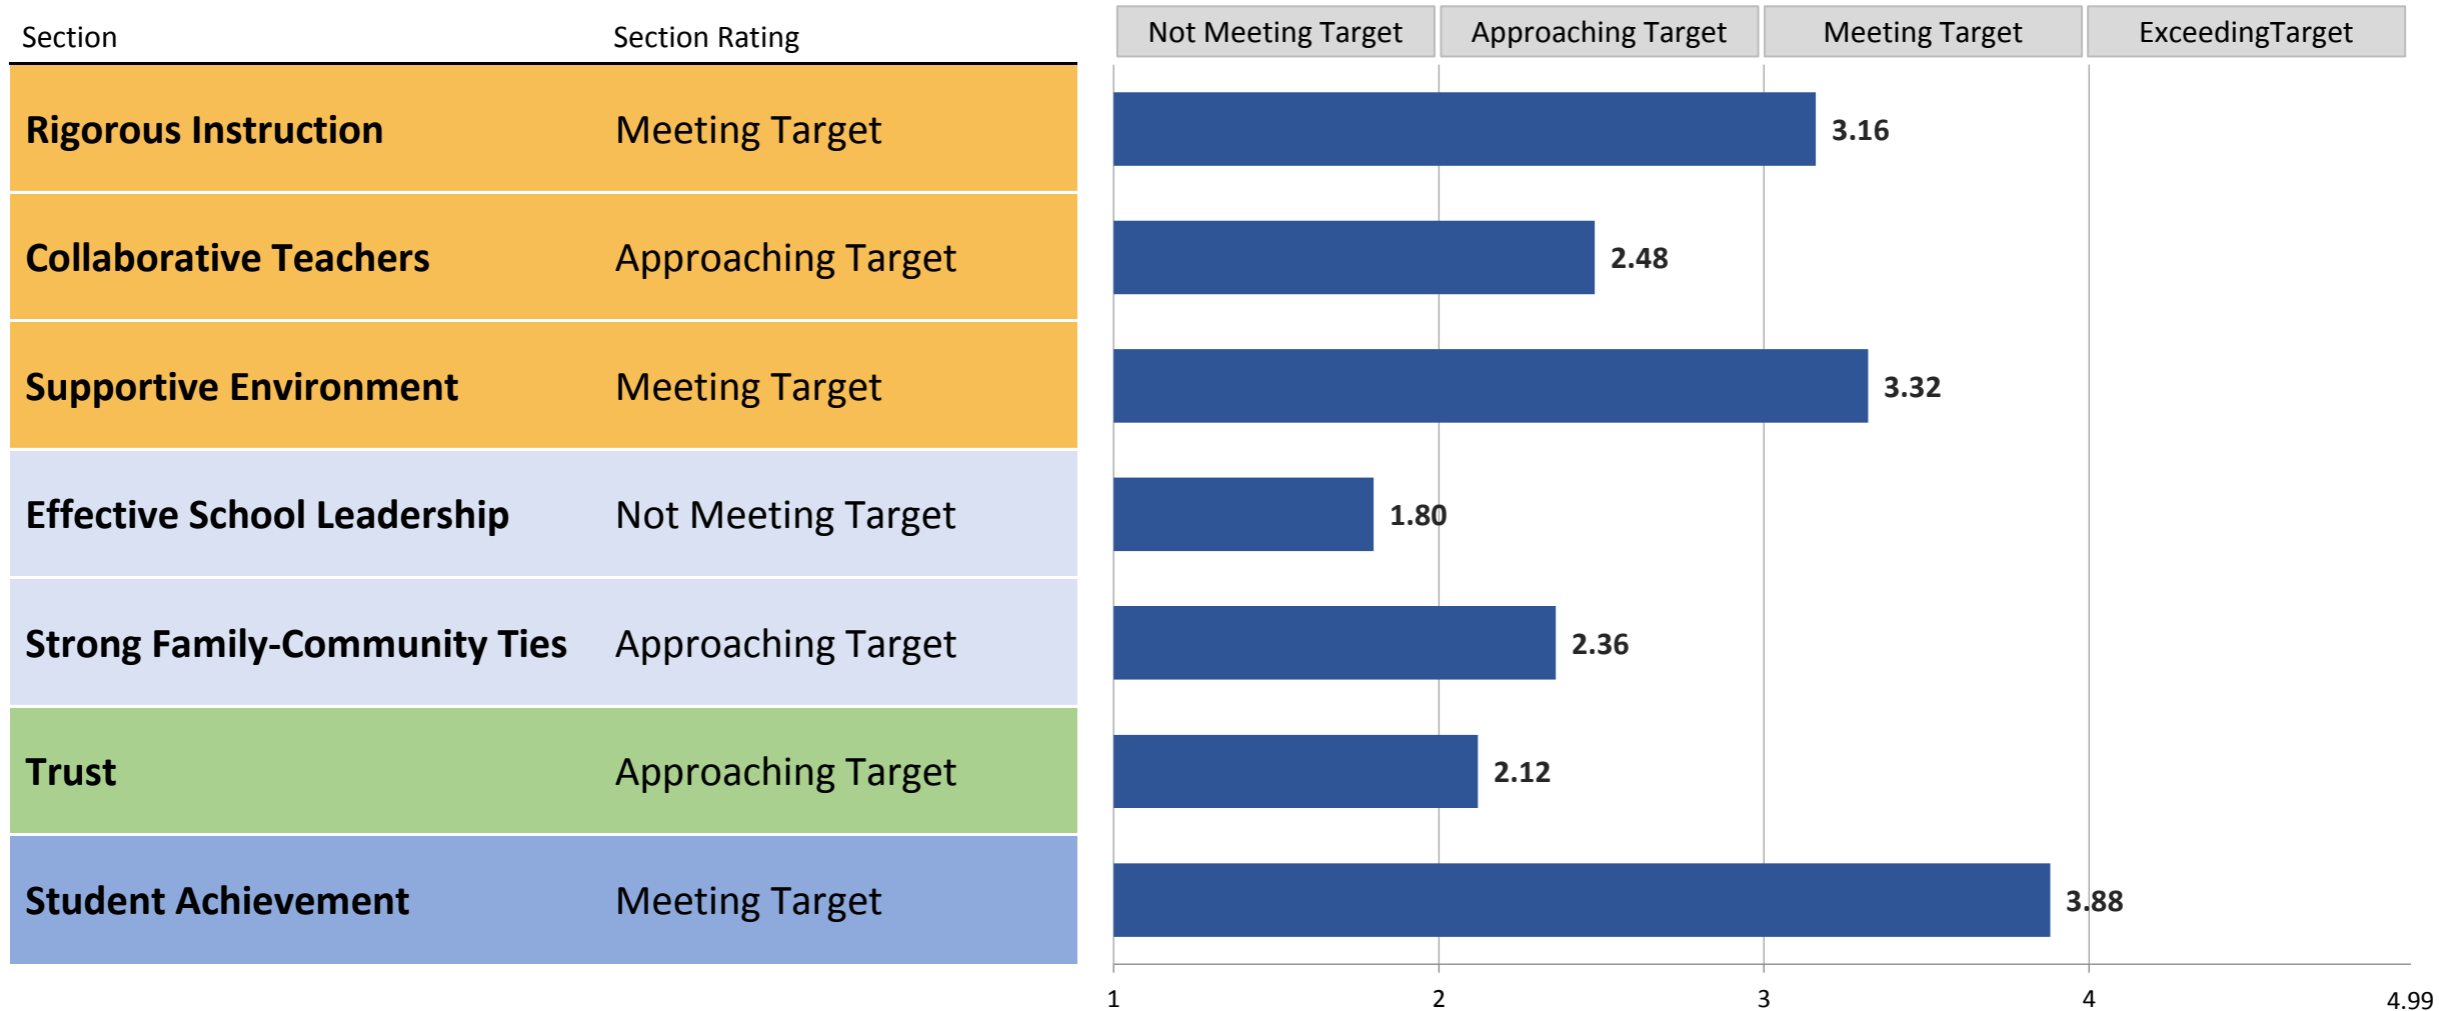 Section Section Rating Not Meeting Target Approaching Target Meeting Target ExceedingTarget
Rigorous Instruction Meeting Target 3.16
Collaborative Teachers Approaching Target 2.48
Supportive Environment Meeting Target 3.32
Effective School Leadership Not Meeting Target 1.80
Strong Family-Community Ties Approaching Target 2.36
Trust Approaching Target 2.12
Student Achievement Meeting Target 3.88
1 2 3 4 4.99